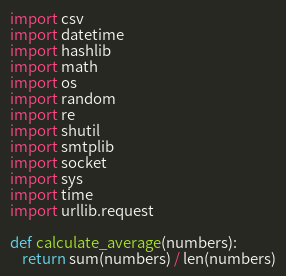 import csv
import datetime
import hashlib
import math
import os
import random
import re
import shutil
import smtplib
import socket
import sys
import time
import urllib.request

def calculate_average(numbers):
    return sum(numbers) / len(numbers)